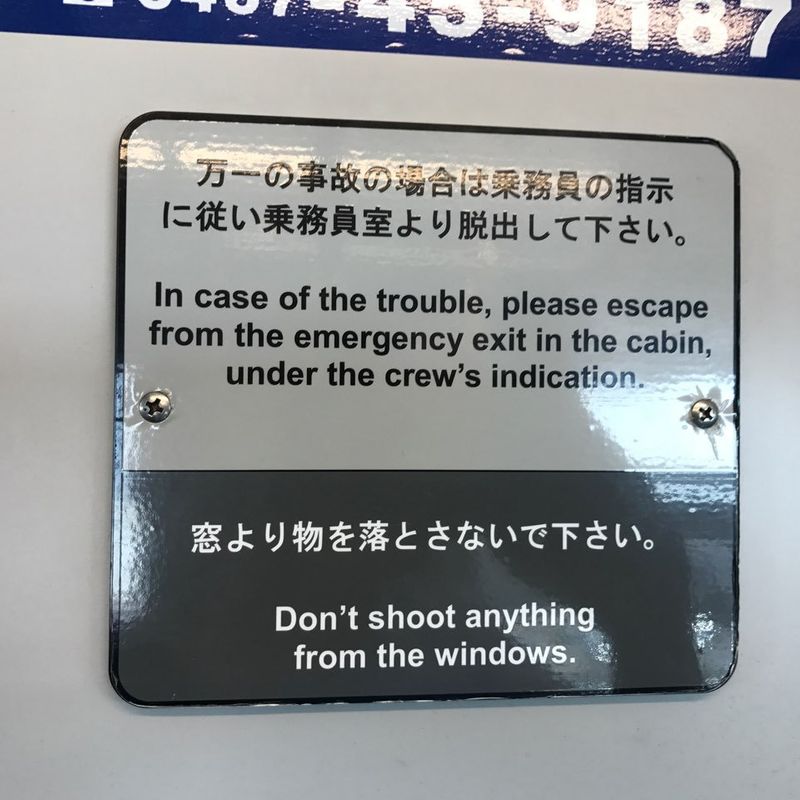 45-9187
万一の事故の場合は乗務員の指示
に従い乗務員室より脱出して下さい。
In case of the trouble, please escape
from the emergency exit in the cabin,
under the crew's indication.
窓より物を落とさないで下さい。
Don't shoot anything
from the windows.